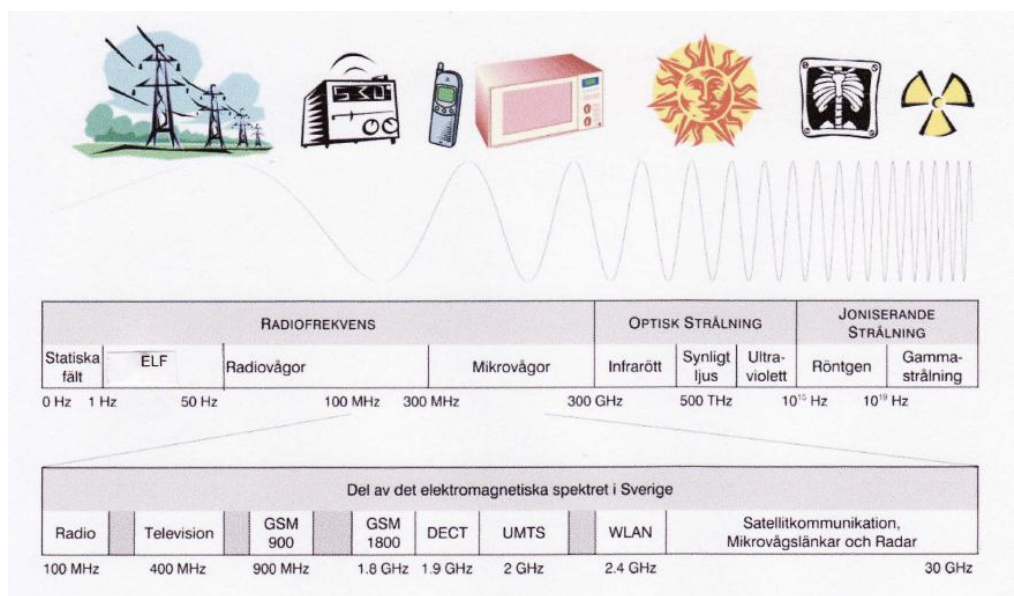 530
RADIOFREKVENS OPTISK STRÅLNING JONISERANDE
STRÅLNING
Statiska
fält
ELF
Radiovågor
Mikrovågor
Infrarött
Synligt
ljus
Ultra-
violett
Röntgen
Gamma-
strålning
0 Hz 1 Hz 50 Hz 100 MHz 300 MHz 300 GHz 500 THz 10¹⁵ Hz 10¹⁹ Hz
Del av det elektromagnetiska spektret i Sverige
Radio
Television
GSM
900
GSM
1800
DECT
UMTS
WLAN
Satellitkommunikation,
Mikrovågslänkar och Radar
100 MHz 400 MHz 900 MHz 1.8 GHz 1.9 GHz 2 GHz 2.4 GHz 30 GHz